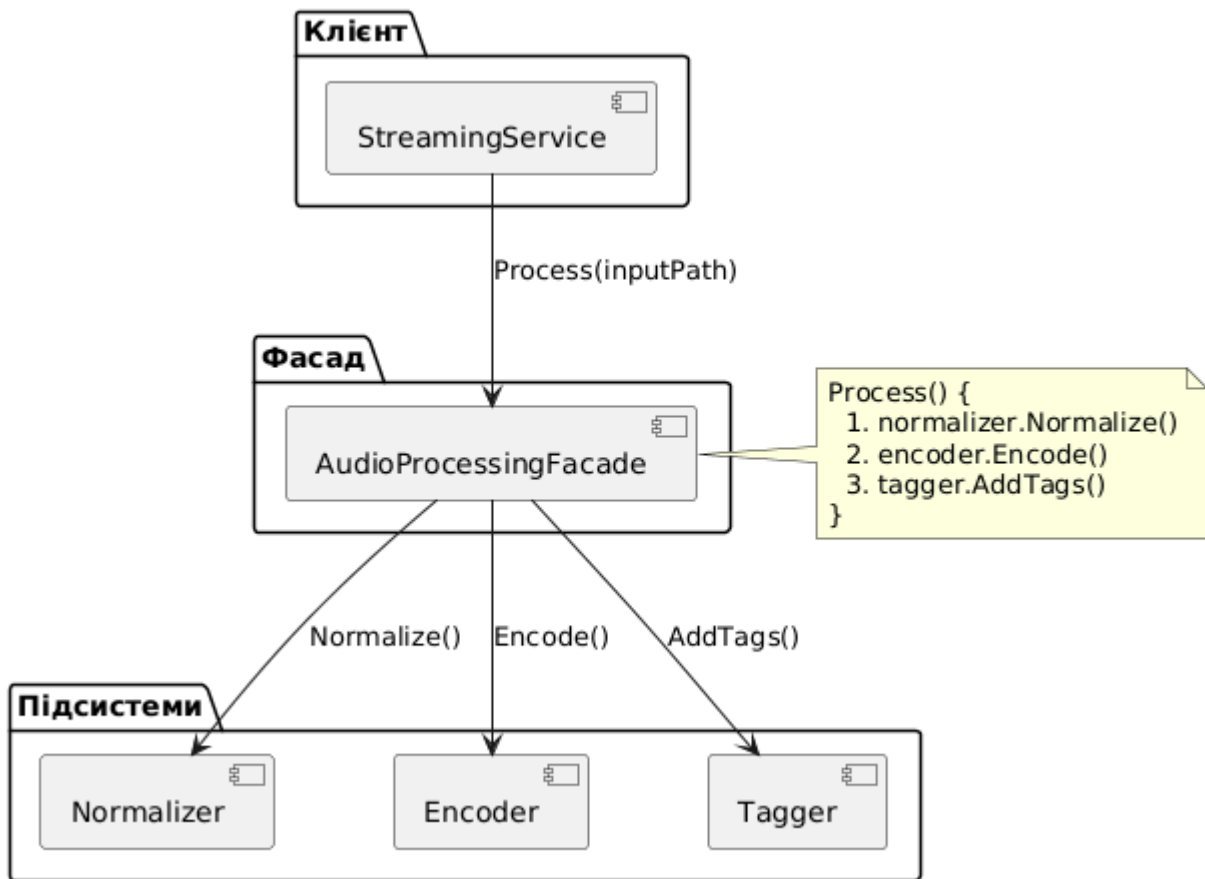 Клієнт
StreamingService
Process(inputPath)
Фасад
AudioProcessingFacade
Process() {
1. normalizer.Normalize()
2. encoder.Encode()
3. tagger.AddTags()
}
Normalize()
Encode()
AddTags()
Підсистеми
Normalizer
Encoder
Tagger